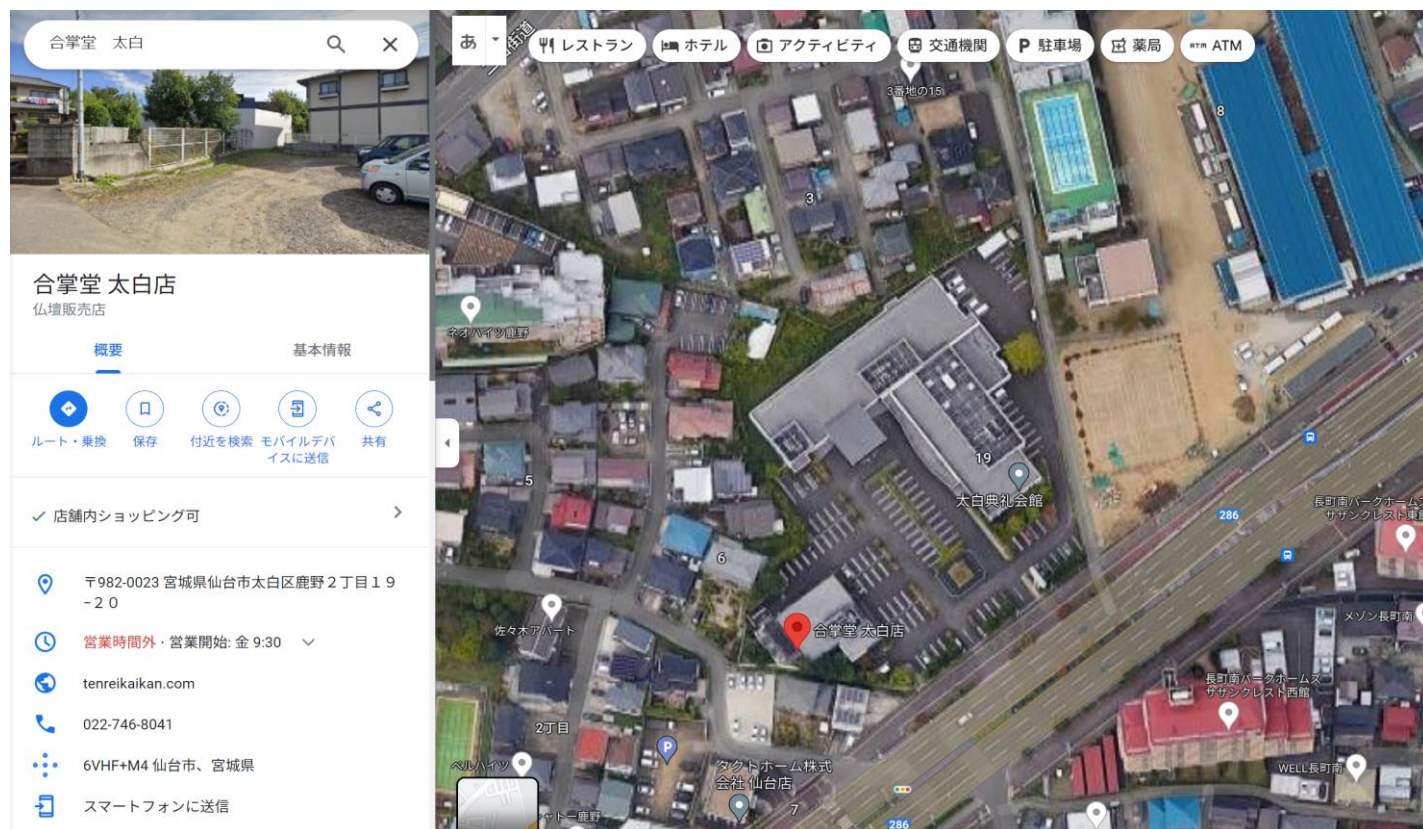 合掌堂　太白
合掌堂 太白店
仏壇販売店
概要
基本情報
ルート・乗換
保存
付近を検索
モバイルデバ
イスに送信
共有
店舗内ショッピング可
〒982-0023 宮城県仙台市太白区鹿野２丁目１９
−２０
営業時間外・営業開始: 金 9:30
tenreikaikan.com
022-746-8041
6VHF+M4 仙台市、宮城県
スマートフォンに送信
あ
レストラン
ホテル
アクティビティ
交通機関
P 駐車場
薬局
ATM ATM
街道
3番地の15
8
3
ネオハイツ鹿野
5
19
太白典礼会館
286
長町南パークホームズ
ササンクレスト東館
6
佐々木アパート
合掌堂 太白店
メゾン長町南
長町南パークホームズ
ササンクレスト西館
2丁目
P
ベルハイツ
タクトホーム株式
会社 仙台店
WELL長町南
7
286
トー鹿野